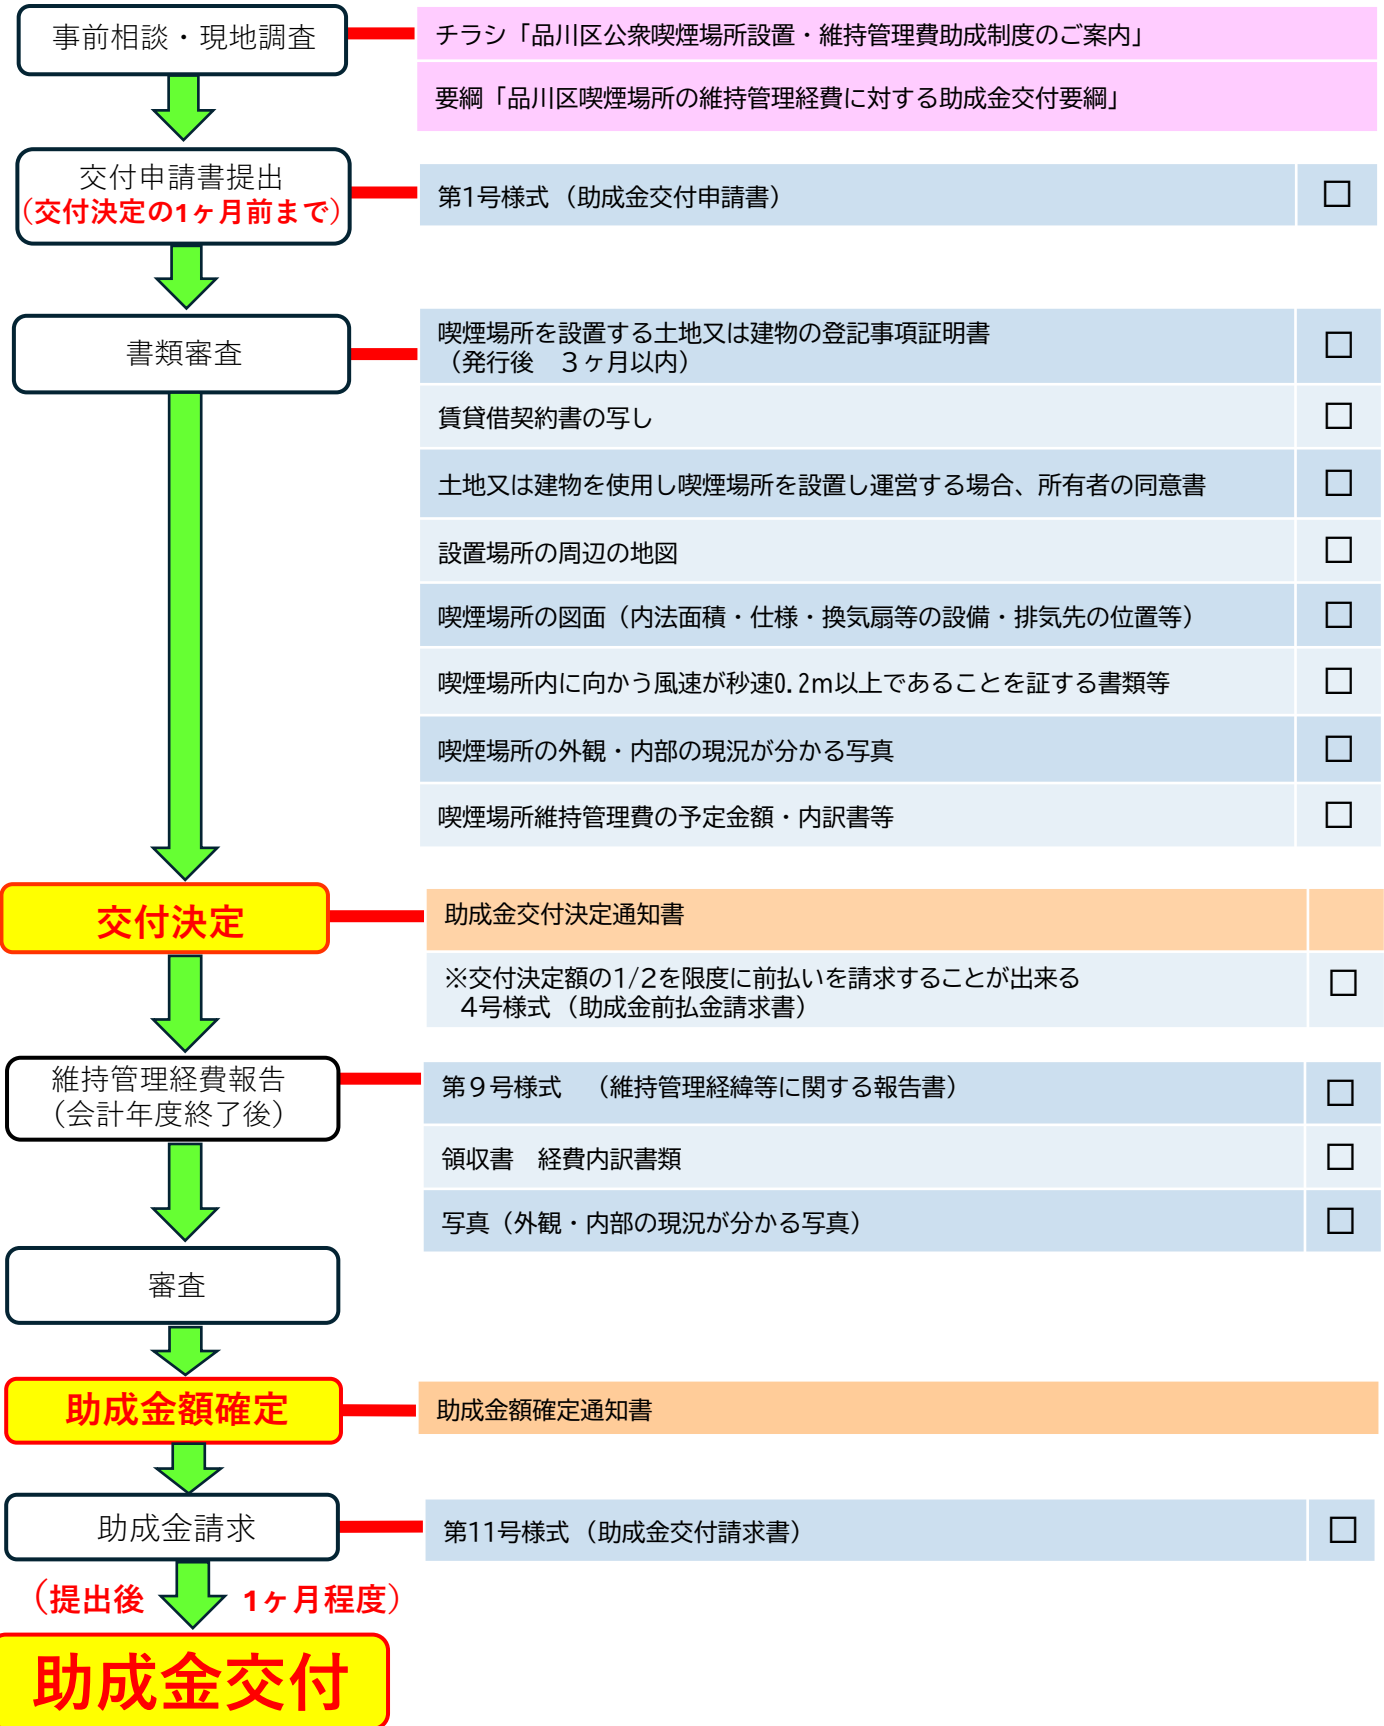 事前相談・現地調査
チラシ「品川区公衆喫煙場所設置・維持管理費助成制度のご案内」
要綱「品川区喫煙場所の維持管理経費に対する助成金交付要綱」
交付申請書提出
（交付決定の1ヶ月前まで）
第1号様式（助成金交付申請書）
□
書類審査
喫煙場所を設置する土地又は建物の登記事項証明書
（発行後　３ヶ月以内）
□
賃貸借契約書の写し
□
土地又は建物を使用し喫煙場所を設置し運営する場合、所有者の同意書
□
設置場所の周辺の地図
□
喫煙場所の図面（内法面積・仕様・換気扇等の設備・排気先の位置等）
□
喫煙場所内に向かう風速が秒速0.2m以上であることを証する書類等
□
喫煙場所の外観・内部の現況が分かる写真
□
喫煙場所維持管理費の予定金額・内訳書等
□
交付決定
助成金交付決定通知書
※交付決定額の1/2を限度に前払いを請求することが出来る
4号様式（助成金前払金請求書）
□
維持管理経費報告
（会計年度終了後）
第９号様式　（維持管理経緯等に関する報告書）
□
領収書　経費内訳書類
□
写真（外観・内部の現況が分かる写真）
□
審査
助成金額確定
助成金額確定通知書
助成金請求
第11号様式（助成金交付請求書）
□
（提出後　1ヶ月程度）
助成金交付